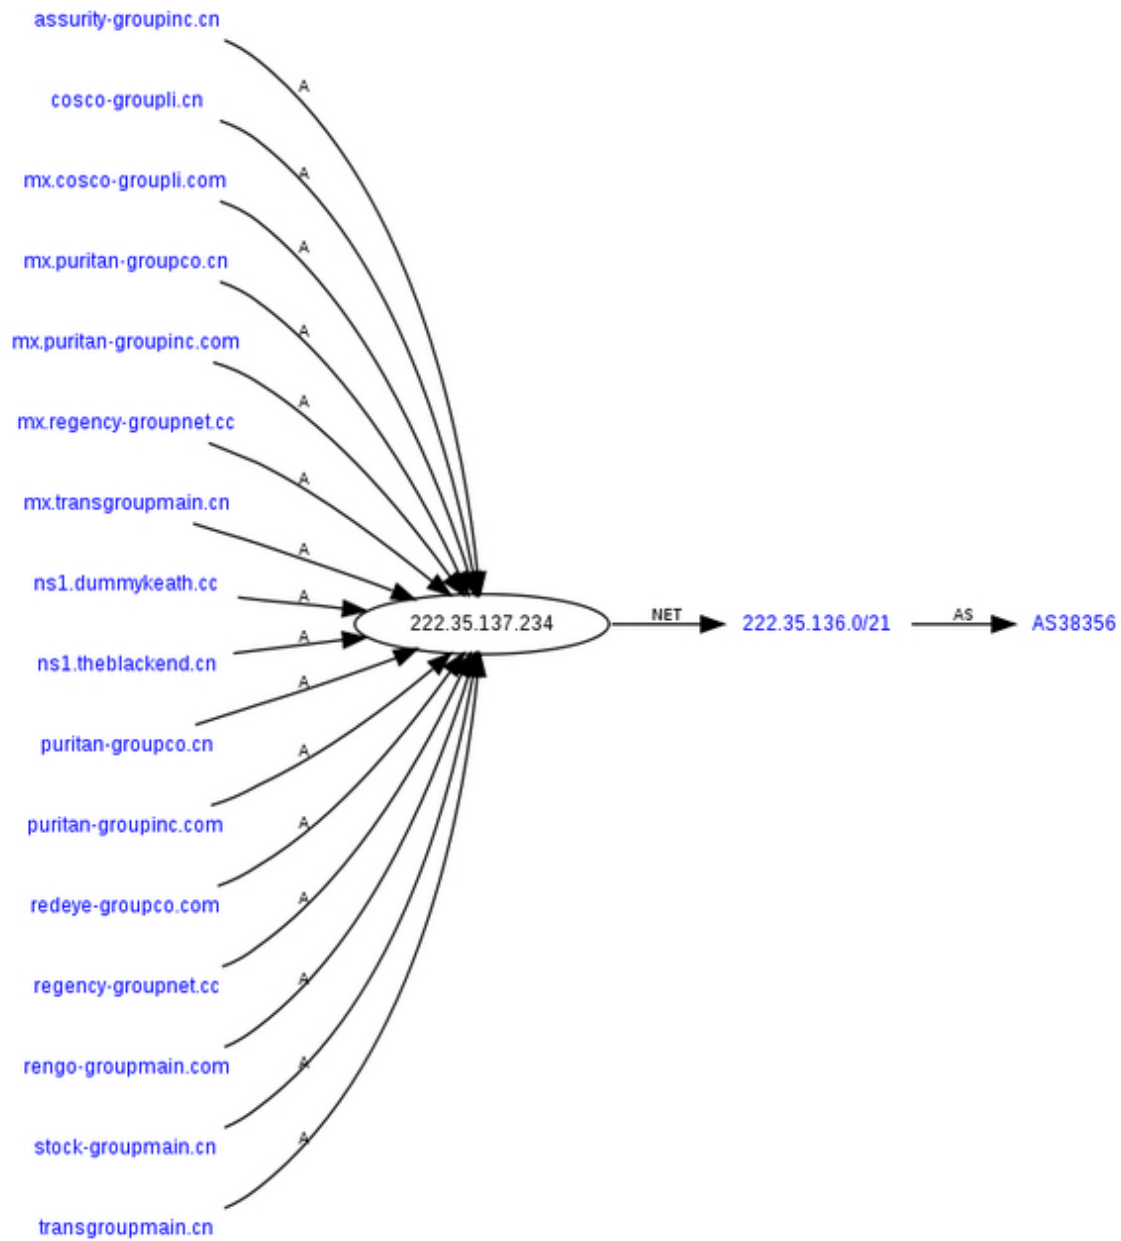 assurity-groupinc.cn
A
cosco-groupli.cn
A
mx.cosco-groupli.com
A
mx.puritan-groupco.cn
A
mx.puritan-groupinc.com
A
mx.regency-groupnet.cc
A
mx.transgroupmain.cn
A
ns1.dummykeath.cc
A
222.35.137.234
NET
222.35.136.0/21
AS
AS38356
A
ns1.theblackend.cn
A
puritan-groupco.cn
A
puritan-groupinc.com
A
redeye-groupco.com
A
regency-groupnet.cc
A
rengo-groupmain.com
A
stock-groupmain.cn
A
transgroupmain.cn